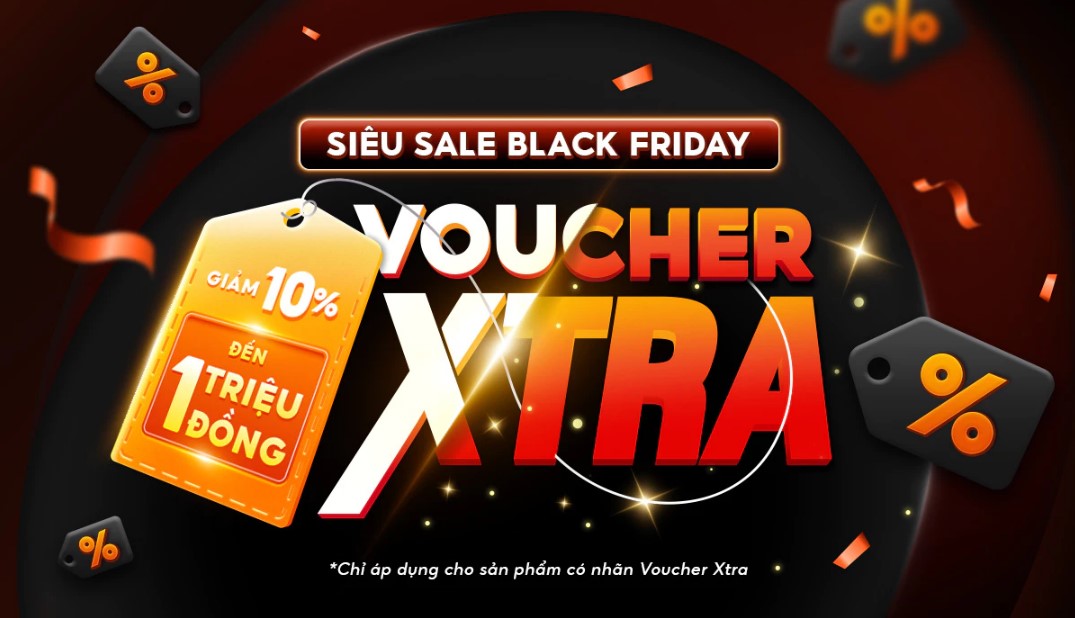 SIÊU SALE BLACK FRIDAY
VOUCHER
XTRA
GIẢM 10%
ĐẾN
1 TRIỆU
ĐỒNG
%
%
%
%
*Chỉ áp dụng cho sản phẩm có nhãn Voucher Xtra